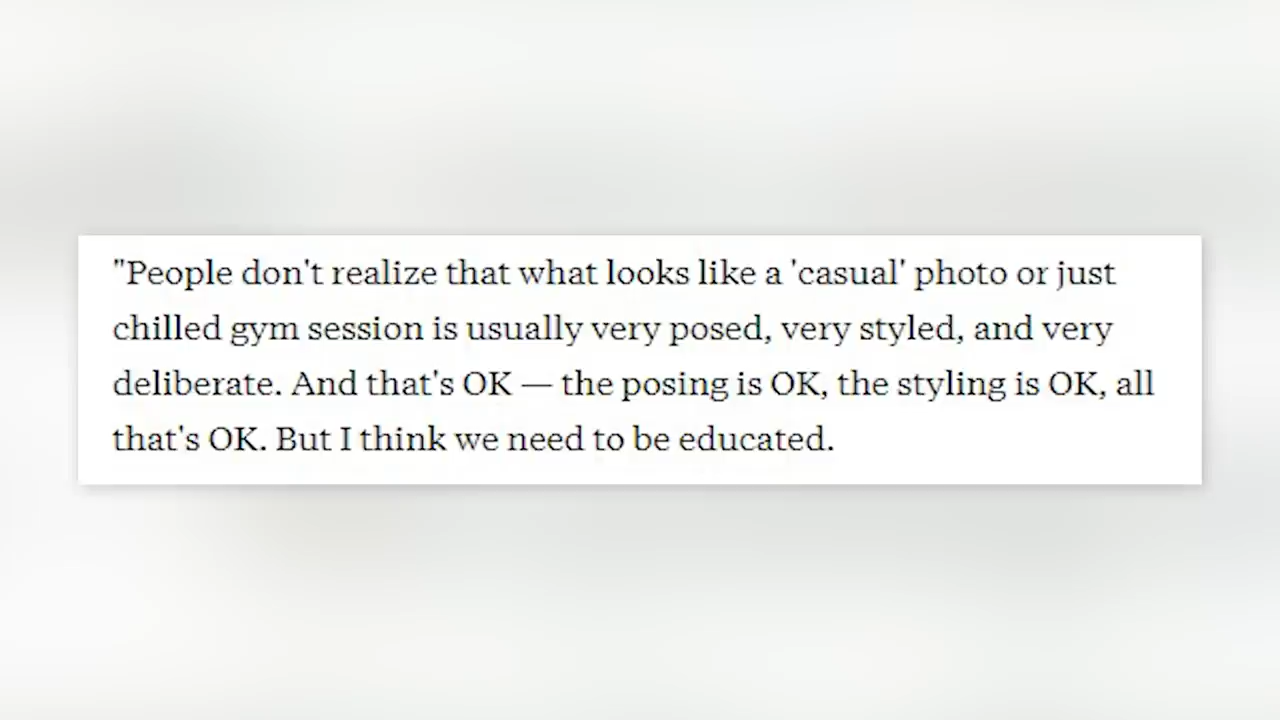 "People don't realize that what looks like a 'casual' photo or just
chilled gym session is usually very posed, very styled, and very
deliberate. And that's OK — the posing is OK, the styling is OK, all
that's OK. But I think we need to be educated.